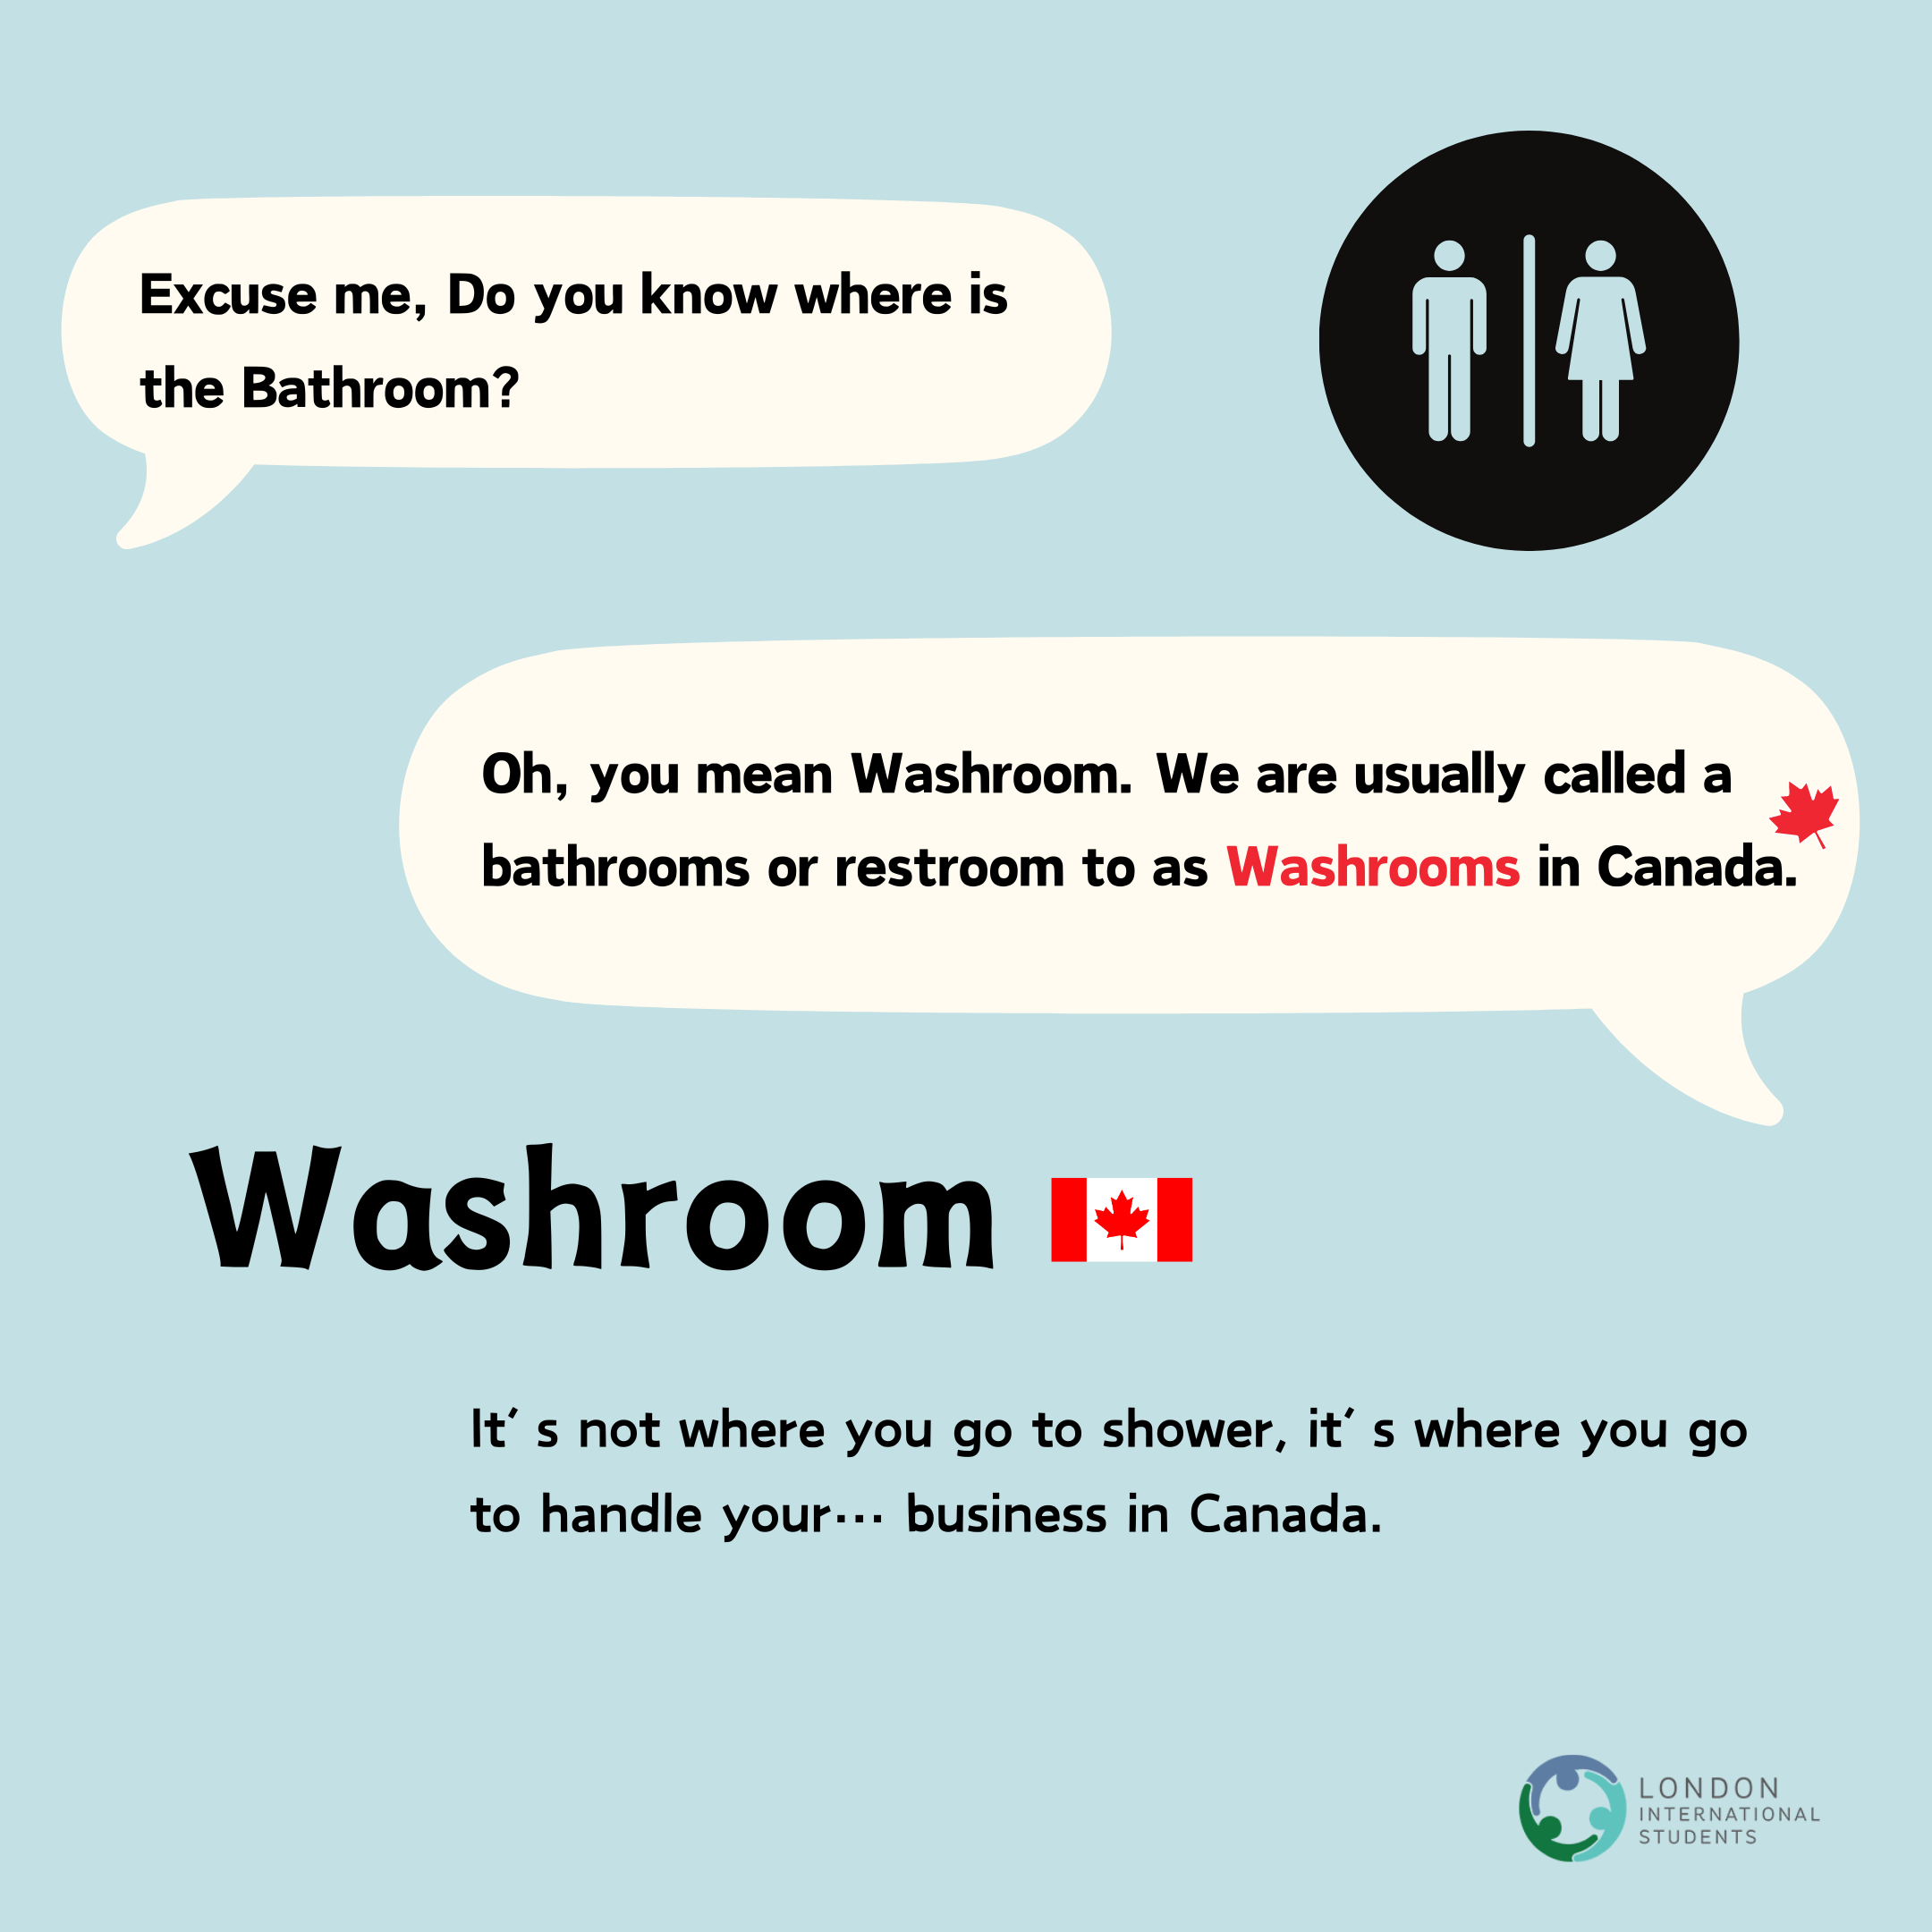 Excuse me, Do you know where is
the Bathroom?
Oh, you mean Washroom. We are usually called a
bathrooms or restroom to as Washrooms in Canada.
Washroom
It's not where you go to shower, it's where you go
to handle your... business in Canada.
LONDON
INTERNATIONAL
STUDENTS